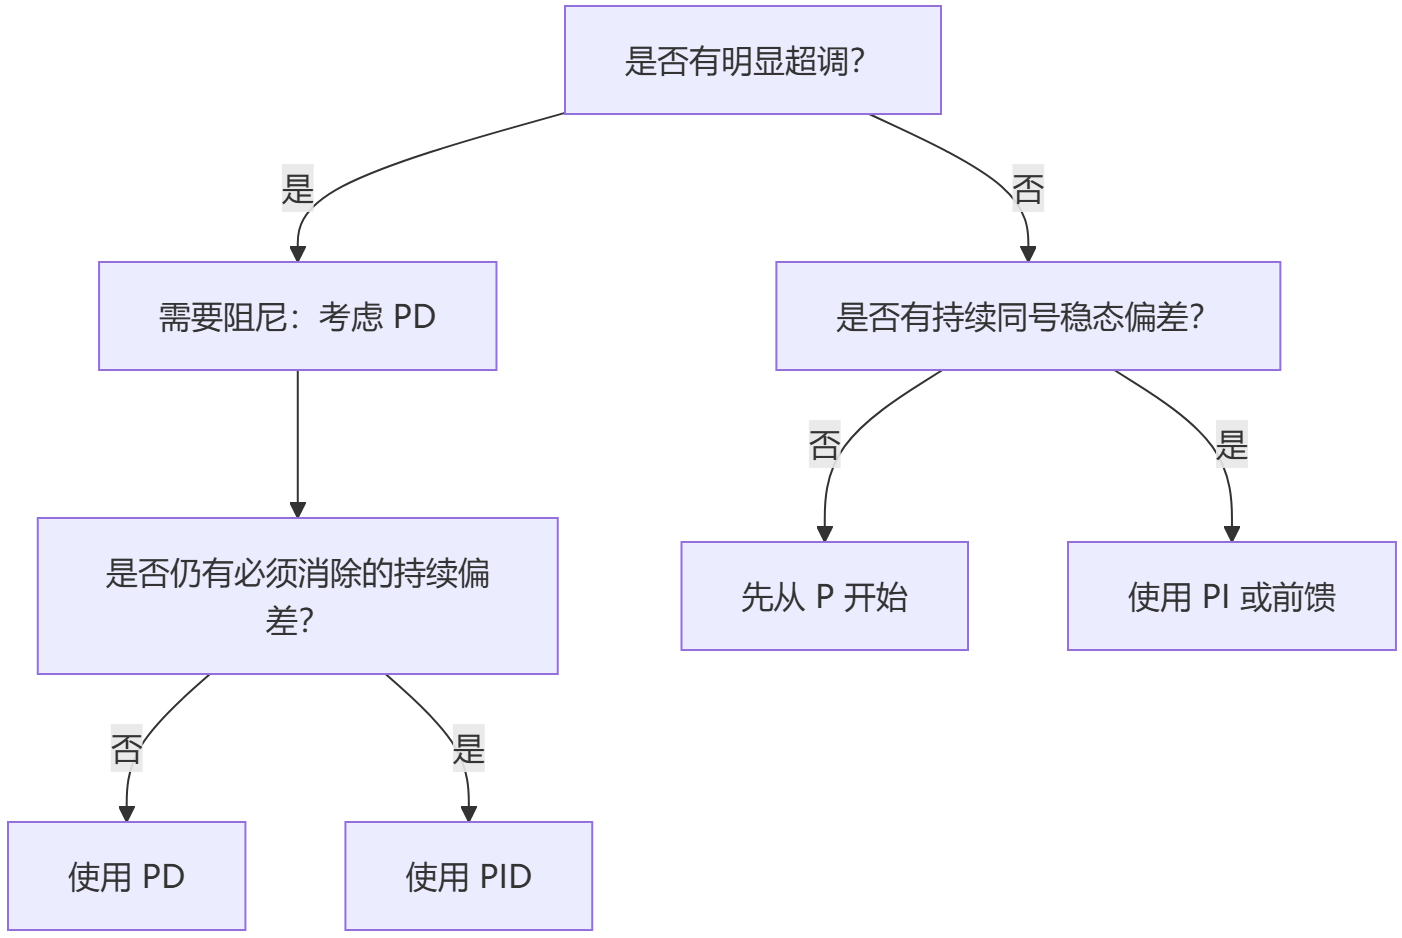 是否有明显超调？
是
否
需要阻尼：考虑 PD
是否有持续同号稳态偏差？
否
是
是否仍有必须消除的持续偏
差？
先从 P 开始
使用 PI 或前馈
否
是
使用 PD
使用 PID